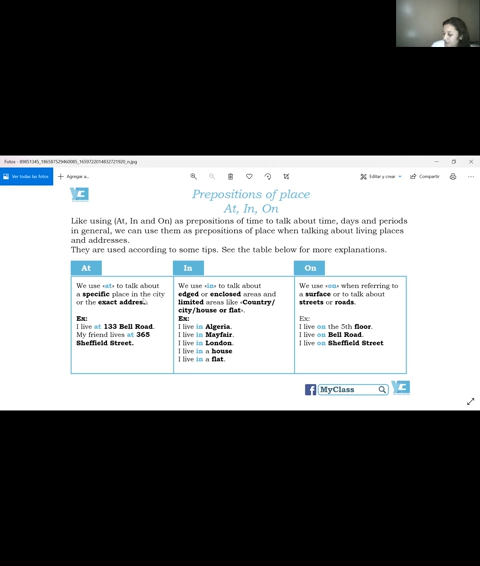 Fotos - 89851345_186587529460085_1659722014632721920_n.jpg
Ver todas las fotos
Agregar a...
Editar y crear
Compartir
Prepositions of place
At, In, On
Like using (At, In and On) as prepositions of time to talk about time, days and periods
in general, we can use them as prepositions of place when talking about living places
and addresses.
They are used according to some tips. See the table below for more explanations.
At
We use «at» to talk about
a specific place in the city
or the exact address.
Ex:
I live at 133 Bell Road.
My friend lives at 365
Sheffield Street.
In
We use «in» to talk about
edged or enclosed areas and
limited areas like «Country/
city/house or flat».
Ex:
I live in Algeria.
I live in Mayfair.
I live in London.
I live in a house
I live in a flat.
On
We use «on» when referring to
a surface or to talk about
streets or roads.
Ex:
I live on the 5th floor.
I live on Bell Road.
I live on Sheffield Street
MyClass